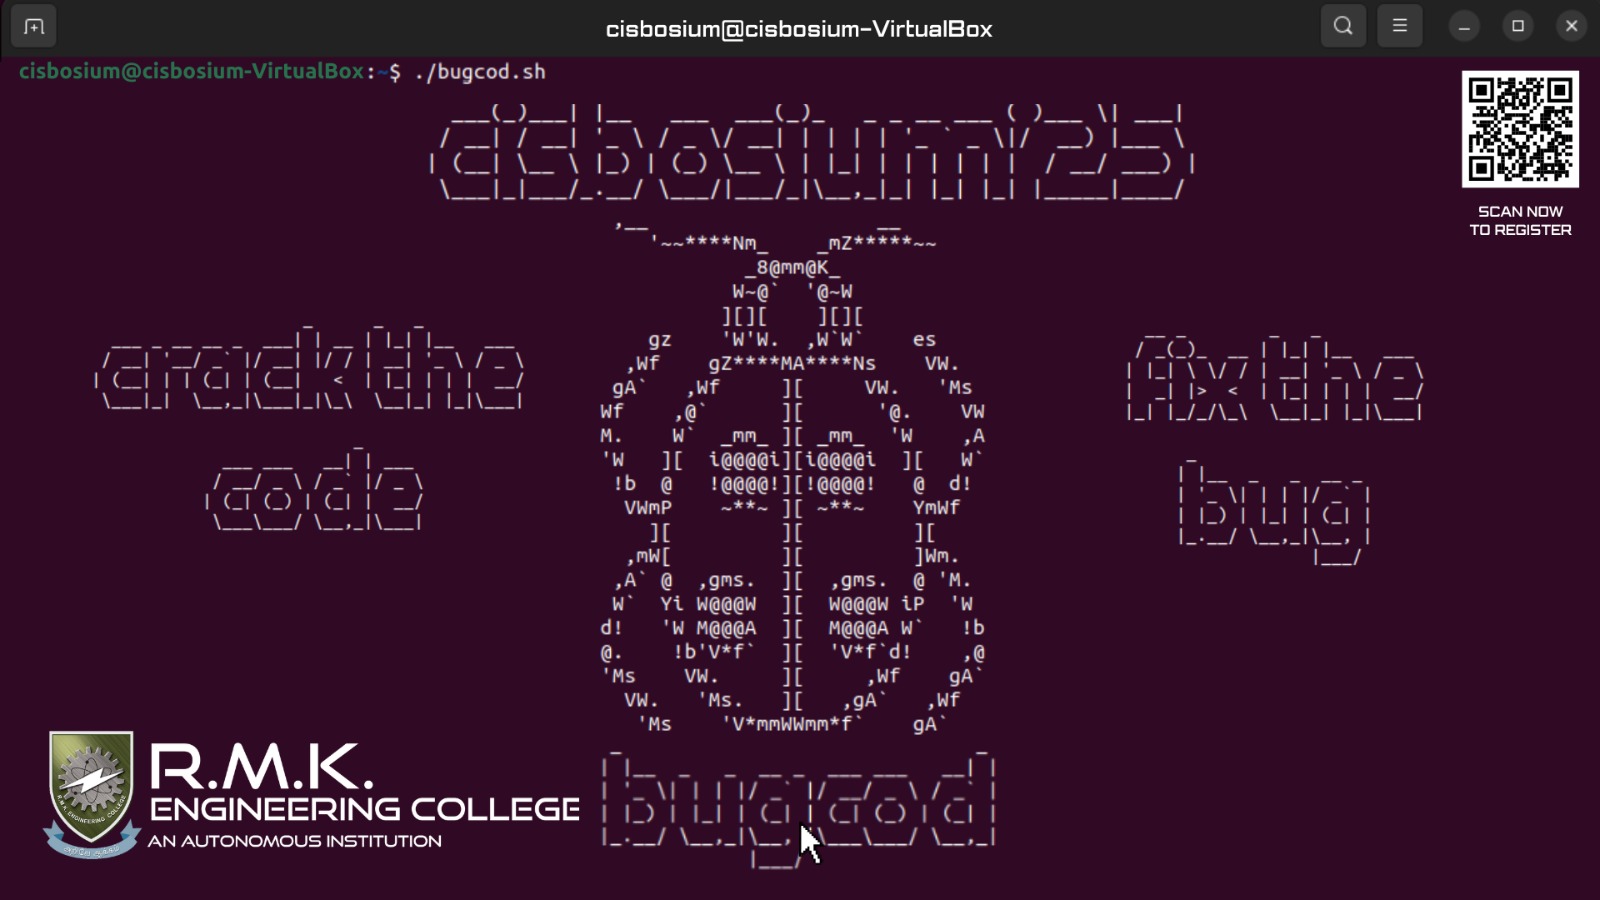 cisbosium@cisbosium-VirtualBox
cisbosium@cisbosium-VirtualBox:~$ ./bugcod.sh
cisbosium'25
SCAN NOW
TO REGISTER
crack the
code
fix the
bug
R.M.K.
ENGINEERING COLLEGE
AN AUTONOMOUS INSTITUTION
bugcod